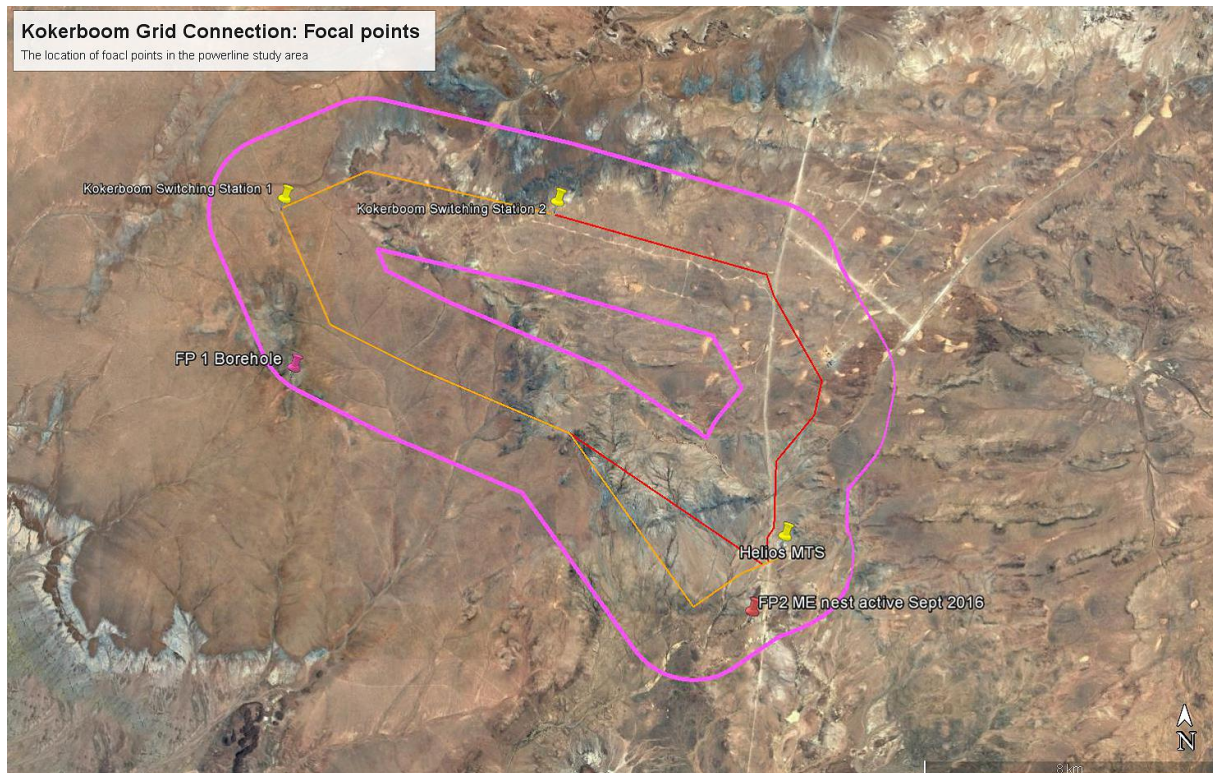 Kokerboom Grid Connection: Focal points
The location of foacl points in the powerline study area
Kokerboom Switching Station 1
Kokerboom Switching Station 2
FP 1 Borehole
Helios MTS
FP2 ME nest active Sept 2016
N
8 km